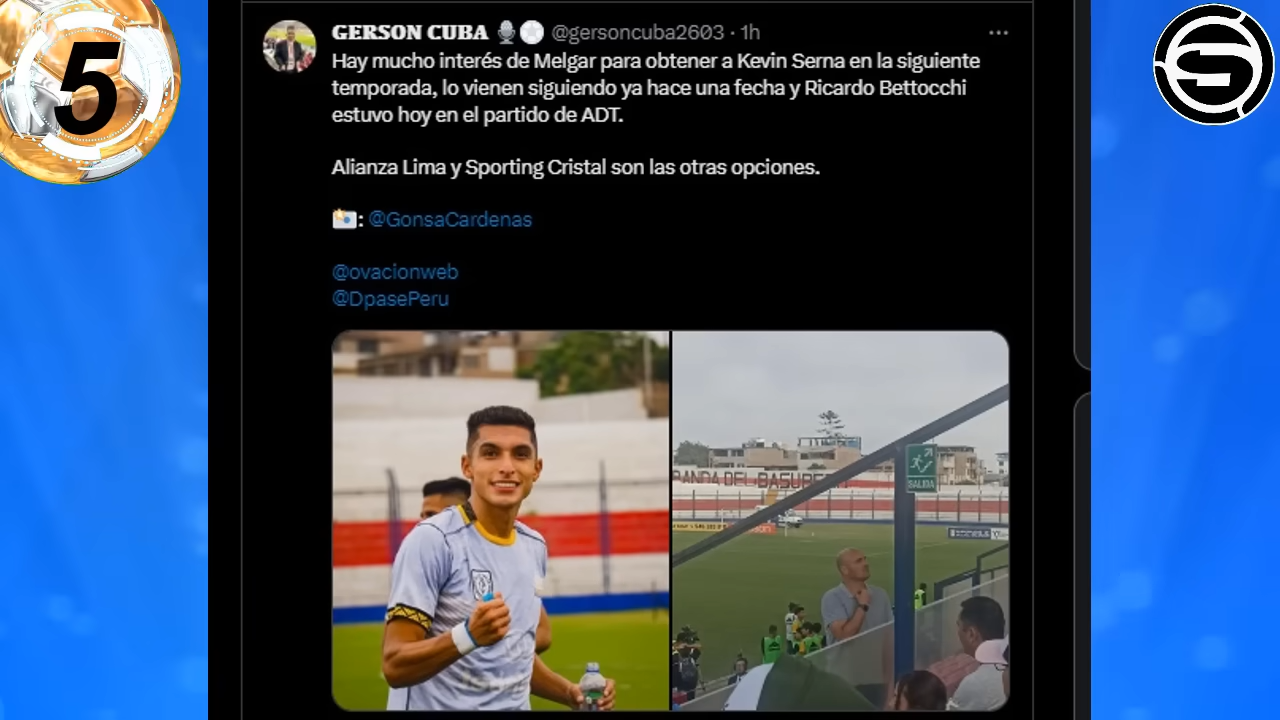 5
GERSON CUBA @gersoncuba2603 · 1h
Hay mucho interés de Melgar para obtener a Kevin Serna en la siguiente
temporada, lo vienen siguiendo ya hace una fecha y Ricardo Bettocchi
estuvo hoy en el partido de ADT.
Alianza Lima y Sporting Cristal son las otras opciones.
: @GonsaCardenas
@ovacionweb
@DpasePeru
SALIDA